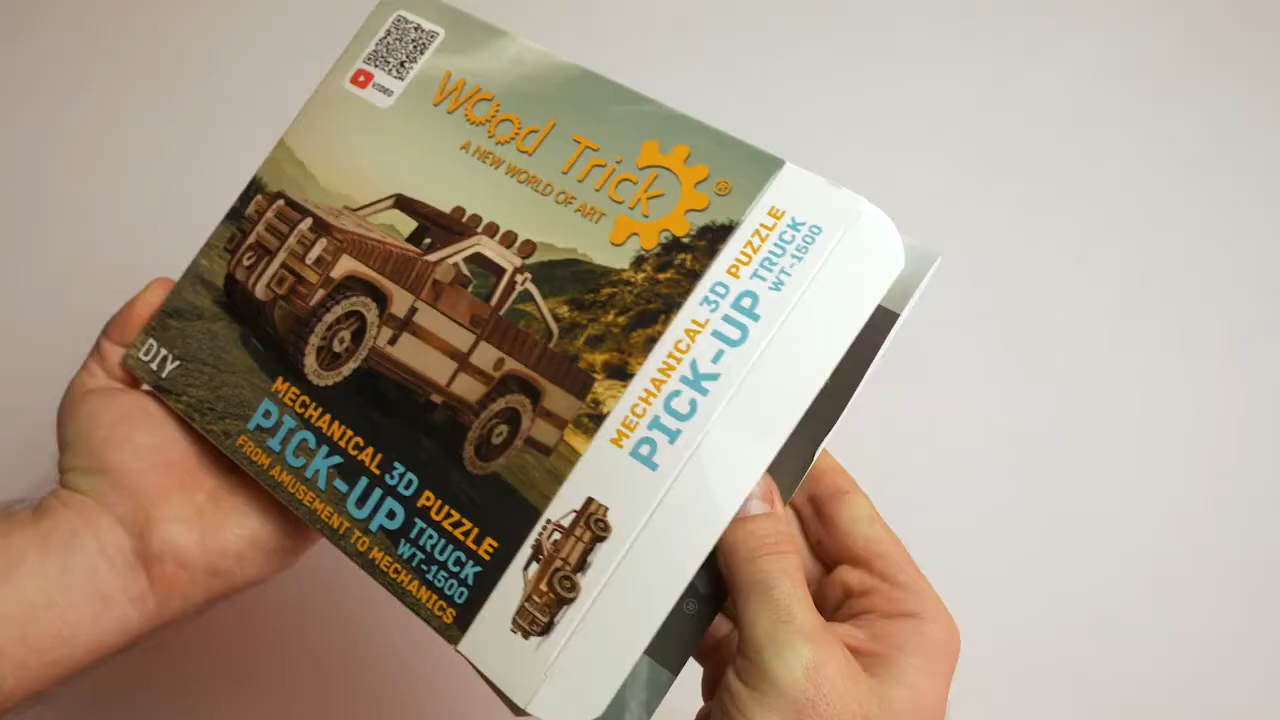 VIDEO
Wood Trick®
A NEW WORLD OF ART
DIY
MECHANICAL 3D PUZZLE
PICK-UP TRUCK
WT-1500
FROM AMUSEMENT TO MECHANICS
MECHANICAL 3D PUZZLE
PICK-UP TRUCK
WT-1500
®